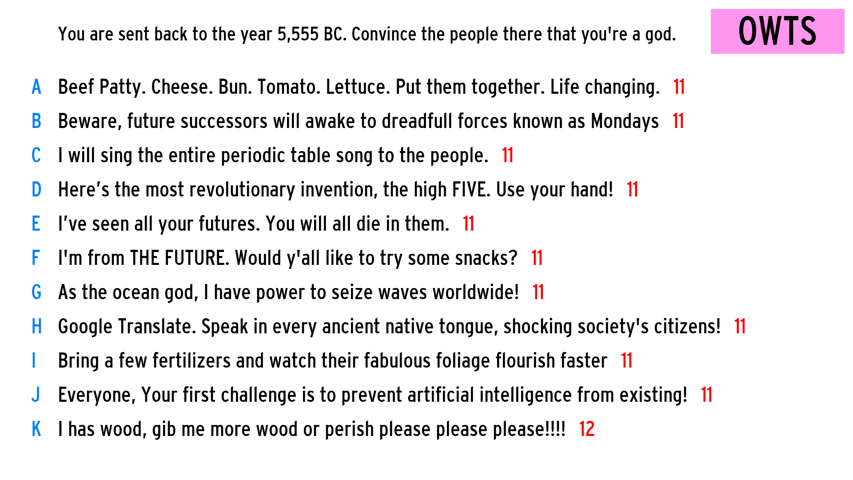 You are sent back to the year 5,555 BC. Convince the people there that you're a god.
OWTS
A Beef Patty. Cheese. Bun. Tomato. Lettuce. Put them together. Life changing. 11
B Beware, future successors will awake to dreadfull forces known as Mondays 11
C I will sing the entire periodic table song to the people. 11
D Here's the most revolutionary invention, the high FIVE. Use your hand! 11
E I've seen all your futures. You will all die in them. 11
F I'm from THE FUTURE. Would y'all like to try some snacks? 11
G As the ocean god, I have power to seize waves worldwide! 11
H Google Translate. Speak in every ancient native tongue, shocking society's citizens! 11
I Bring a few fertilizers and watch their fabulous foliage flourish faster 11
J Everyone, Your first challenge is to prevent artificial intelligence from existing! 11
K I has wood, gib me more wood or perish please please please!!!! 12